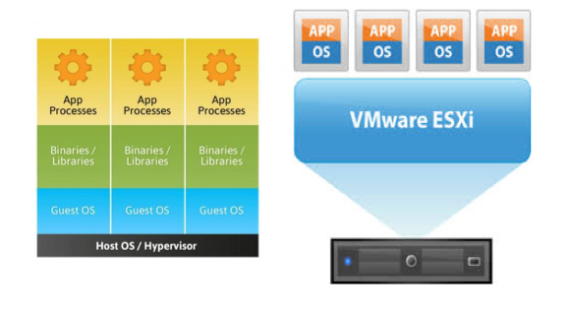 App
Processes
App
Processes
App
Processes
Binaries /
Libraries
Binaries /
Libraries
Binaries /
Libraries
Guest OS
Guest OS
Guest OS
Host OS / Hypervisor
APP
OS
APP
OS
APP
OS
APP
OS
VMware ESXi